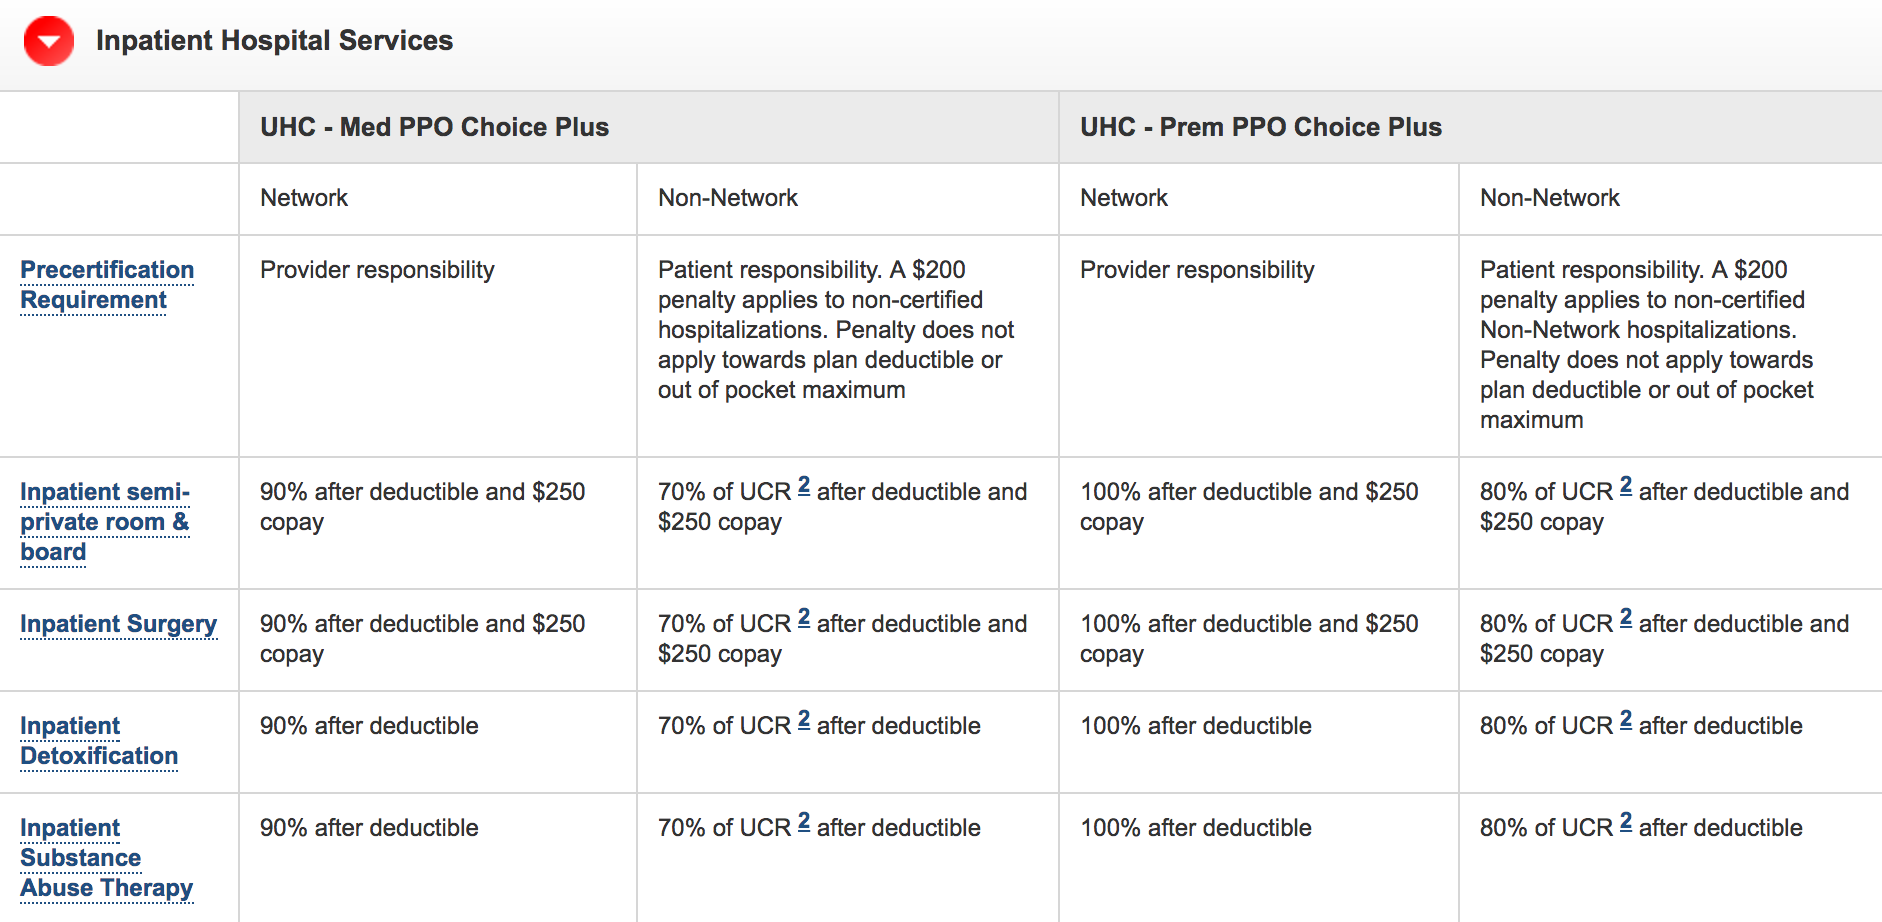 Inpatient Hospital Services
UHC - Med PPO Choice Plus
UHC - Prem PPO Choice Plus
Network
Non-Network
Network
Non-Network
Precertification
Requirement
Provider responsibility
Patient responsibility. A $200
penalty applies to non-certified
hospitalizations. Penalty does not
apply towards plan deductible or
out of pocket maximum
Provider responsibility
Patient responsibility. A $200
penalty applies to non-certified
Non-Network hospitalizations.
Penalty does not apply towards
plan deductible or out of pocket
maximum
Inpatient semi-
private room &
board
90% after deductible and $250
copay
70% of UCR 2 after deductible and
$250 copay
100% after deductible and $250
copay
80% of UCR 2 after deductible and
$250 copay
Inpatient Surgery
90% after deductible and $250
copay
70% of UCR 2 after deductible and
$250 copay
100% after deductible and $250
copay
80% of UCR 2 after deductible and
$250 copay
Inpatient
Detoxification
90% after deductible
70% of UCR 2 after deductible
100% after deductible
80% of UCR 2 after deductible
Inpatient
Substance
Abuse Therapy
90% after deductible
70% of UCR 2 after deductible
100% after deductible
80% of UCR 2 after deductible